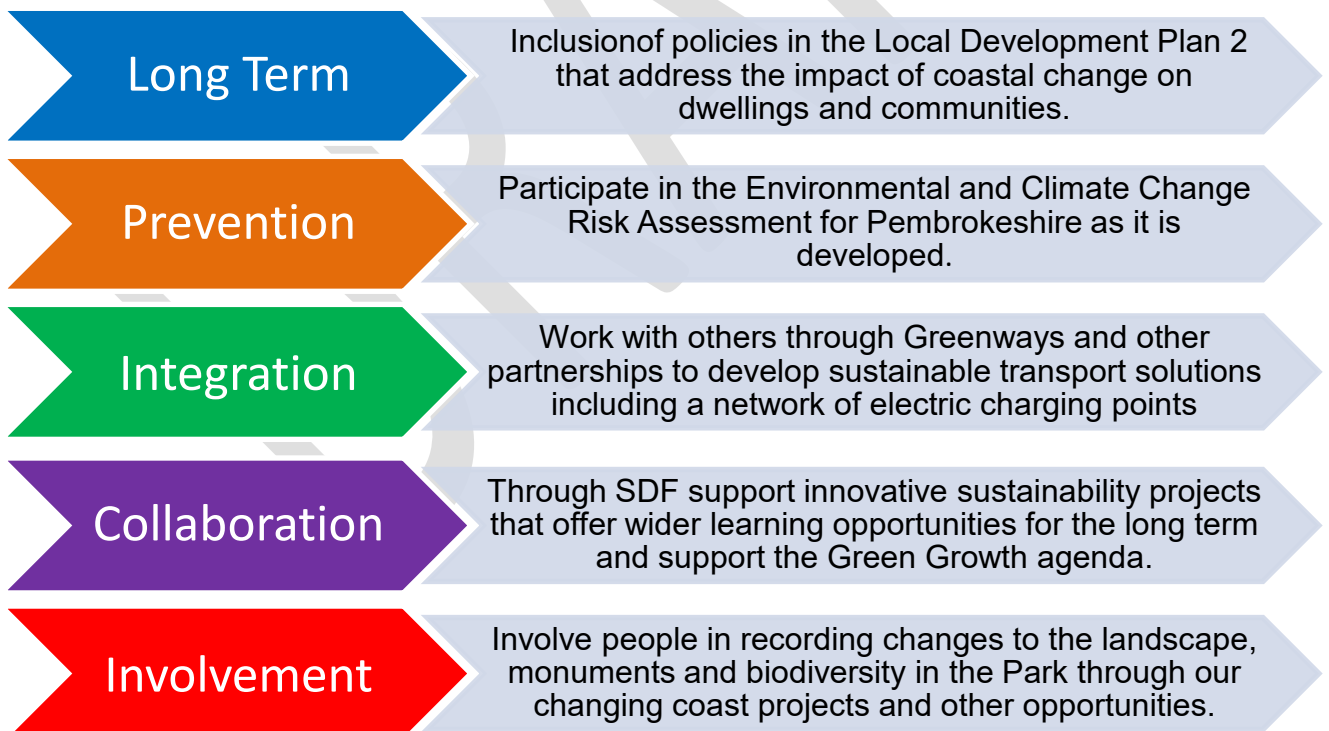 Long Term
Inclusionof policies in the Local Development Plan 2
that address the impact of coastal change on
dwellings and communities.
Prevention
Participate in the Environmental and Climate Change
Risk Assessment for Pembrokeshire as it is
developed.
Integration
Work with others through Greenways and other
partnerships to develop sustainable transport solutions
including a network of electric charging points
Collaboration
Through SDF support innovative sustainability projects
that offer wider learning opportunities for the long term
and support the Green Growth agenda.
Involvement
Involve people in recording changes to the landscape,
monuments and biodiversity in the Park through our
changing coast projects and other opportunities.